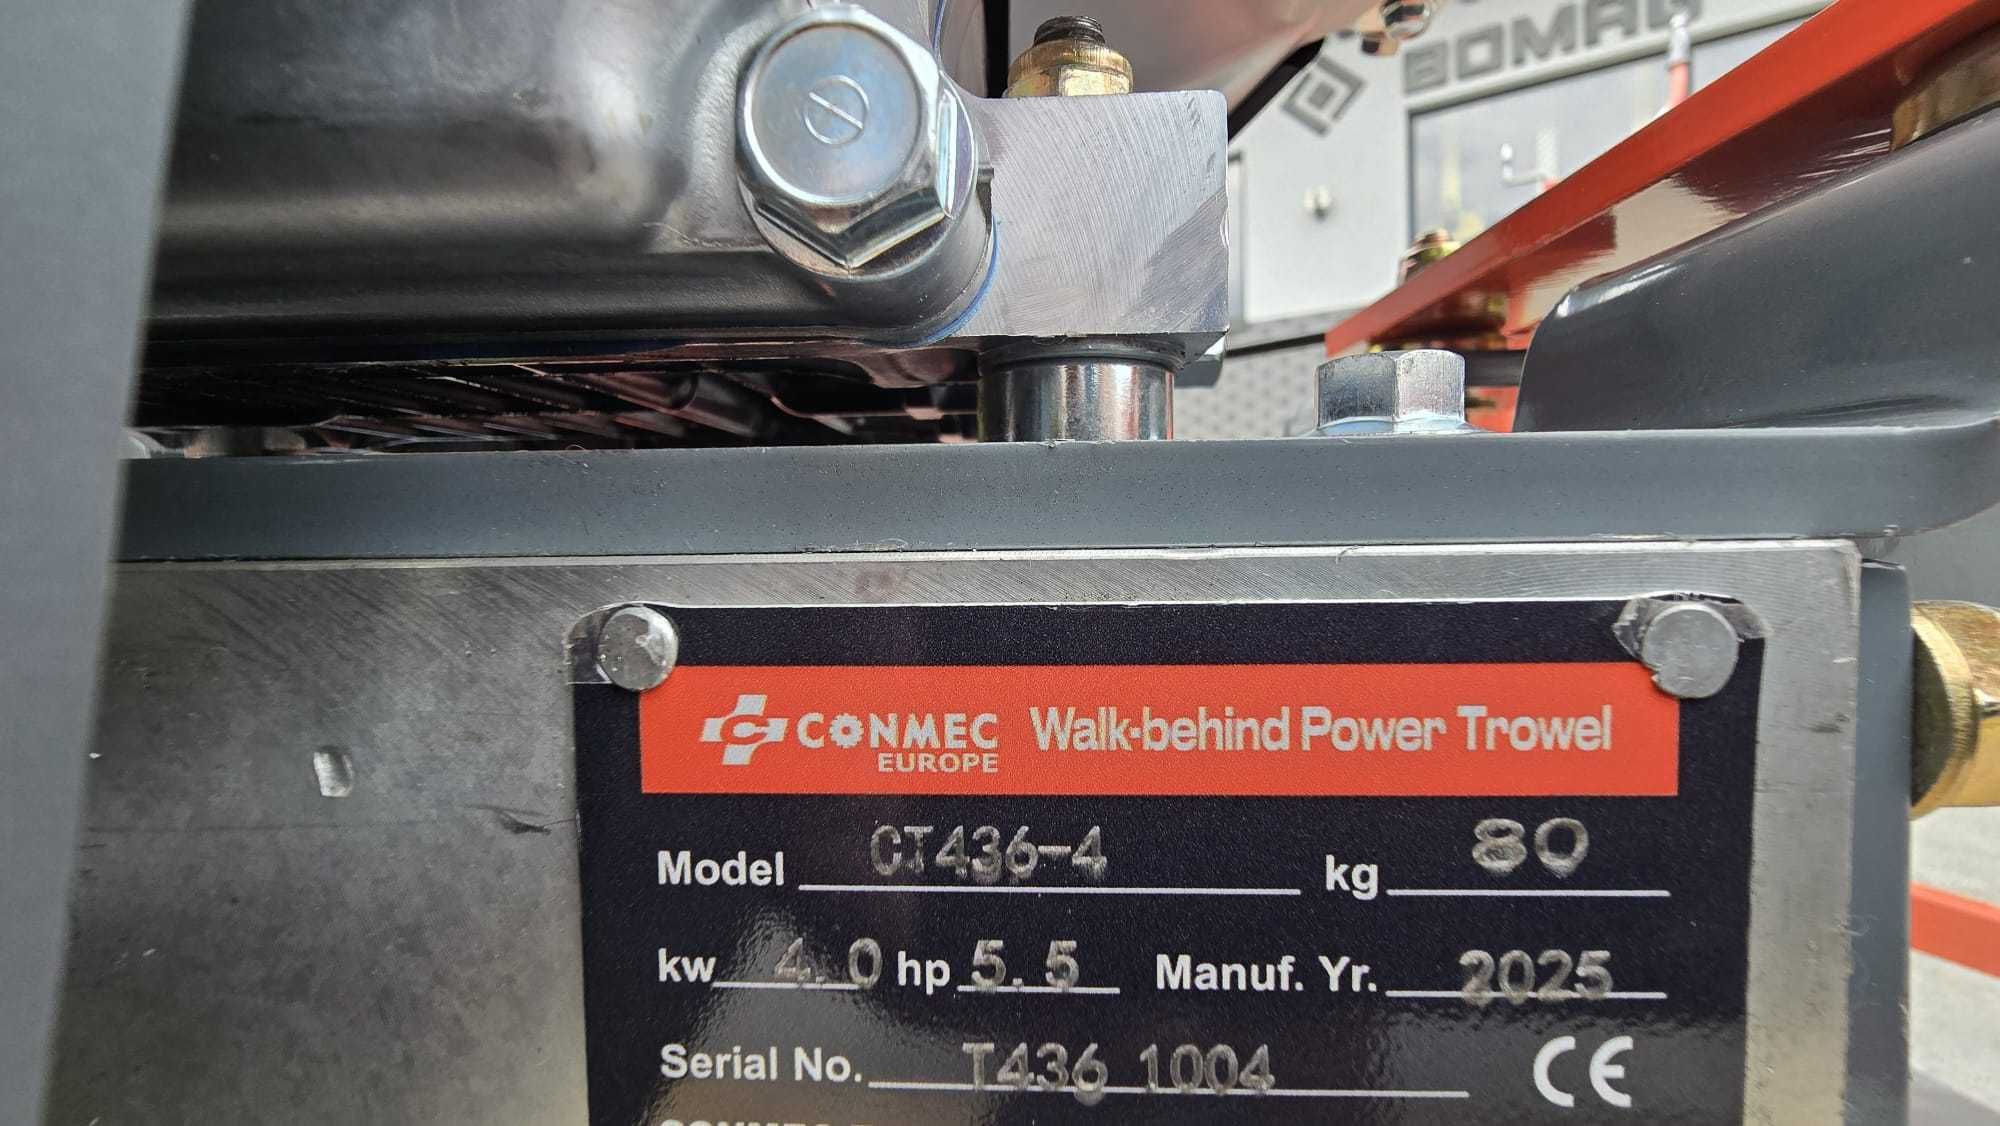 BOMAG
CONMEC Walk-behind Power Trowel
EUROPE
Model CT436-4 kg 80
kw 4.0 hp 5.5 Manuf. Yr. 2025
Serial No. T436 1004 CE